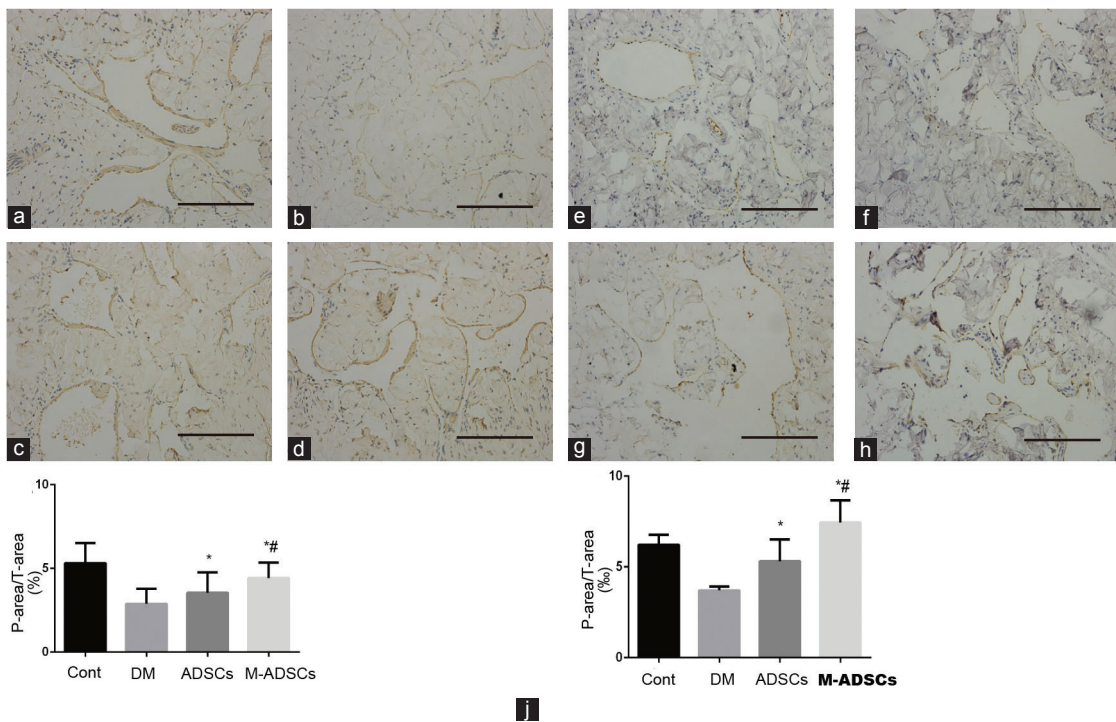 a
b
e
f
c
d
g
h
10
5
0
P-area/T-area
(%)
*
*#
Cont
DM
ADSCs
M-ADSCs
10
5
0
P-area/T-area
(‰)
*
*#
Cont
DM
ADSCs
M-ADSCs
j